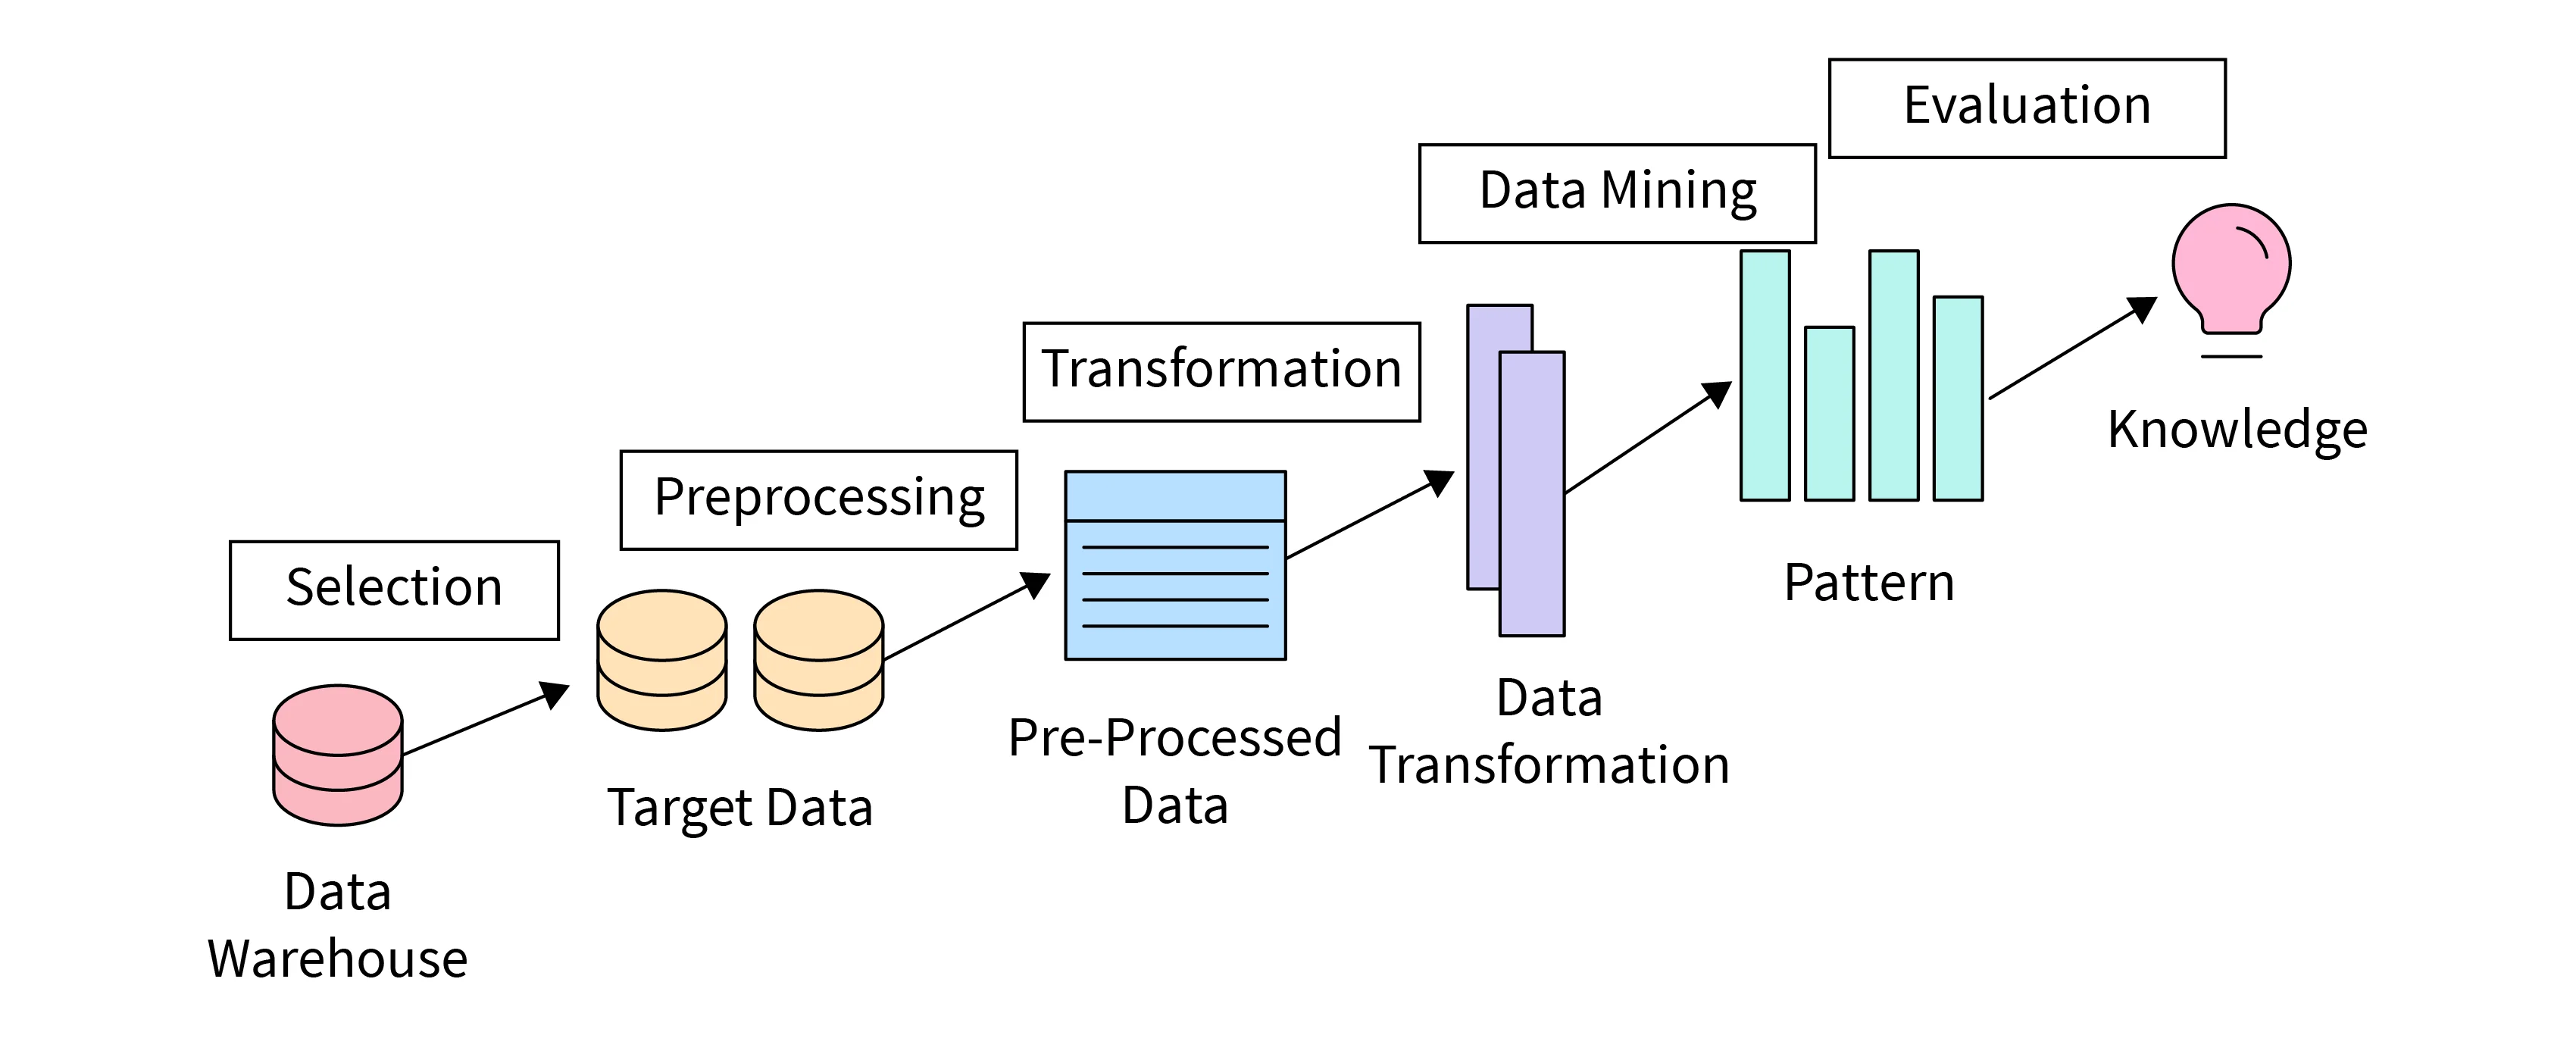 Evaluation
Data Mining
Transformation
Preprocessing
Selection
Data
Warehouse
Target Data
Pre-Processed
Data
Data
Transformation
Pattern
Knowledge